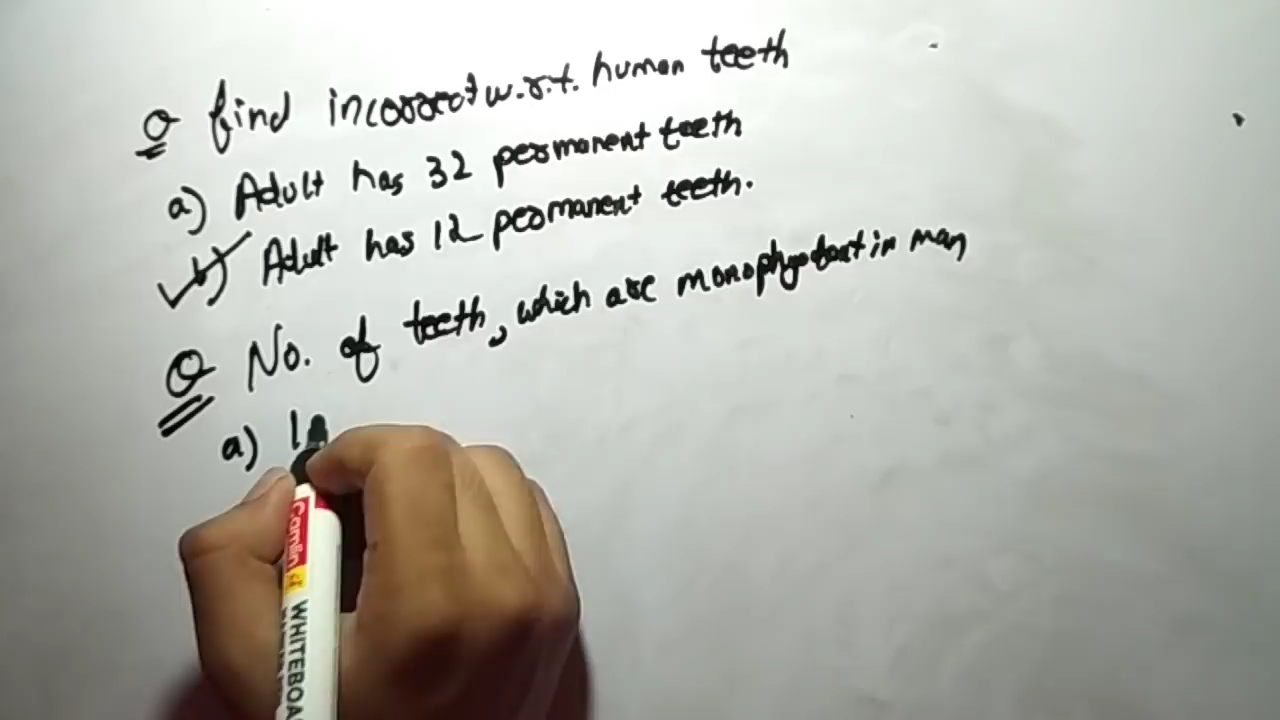 Q find incorrect w.r.t. human teeth
a) Adult has 32 permanent teeth
b) Adult has 12 permanent teeth.
Q No. of teeth, which are monophyodont in man
a) 1
Camlin
WHITEBOA